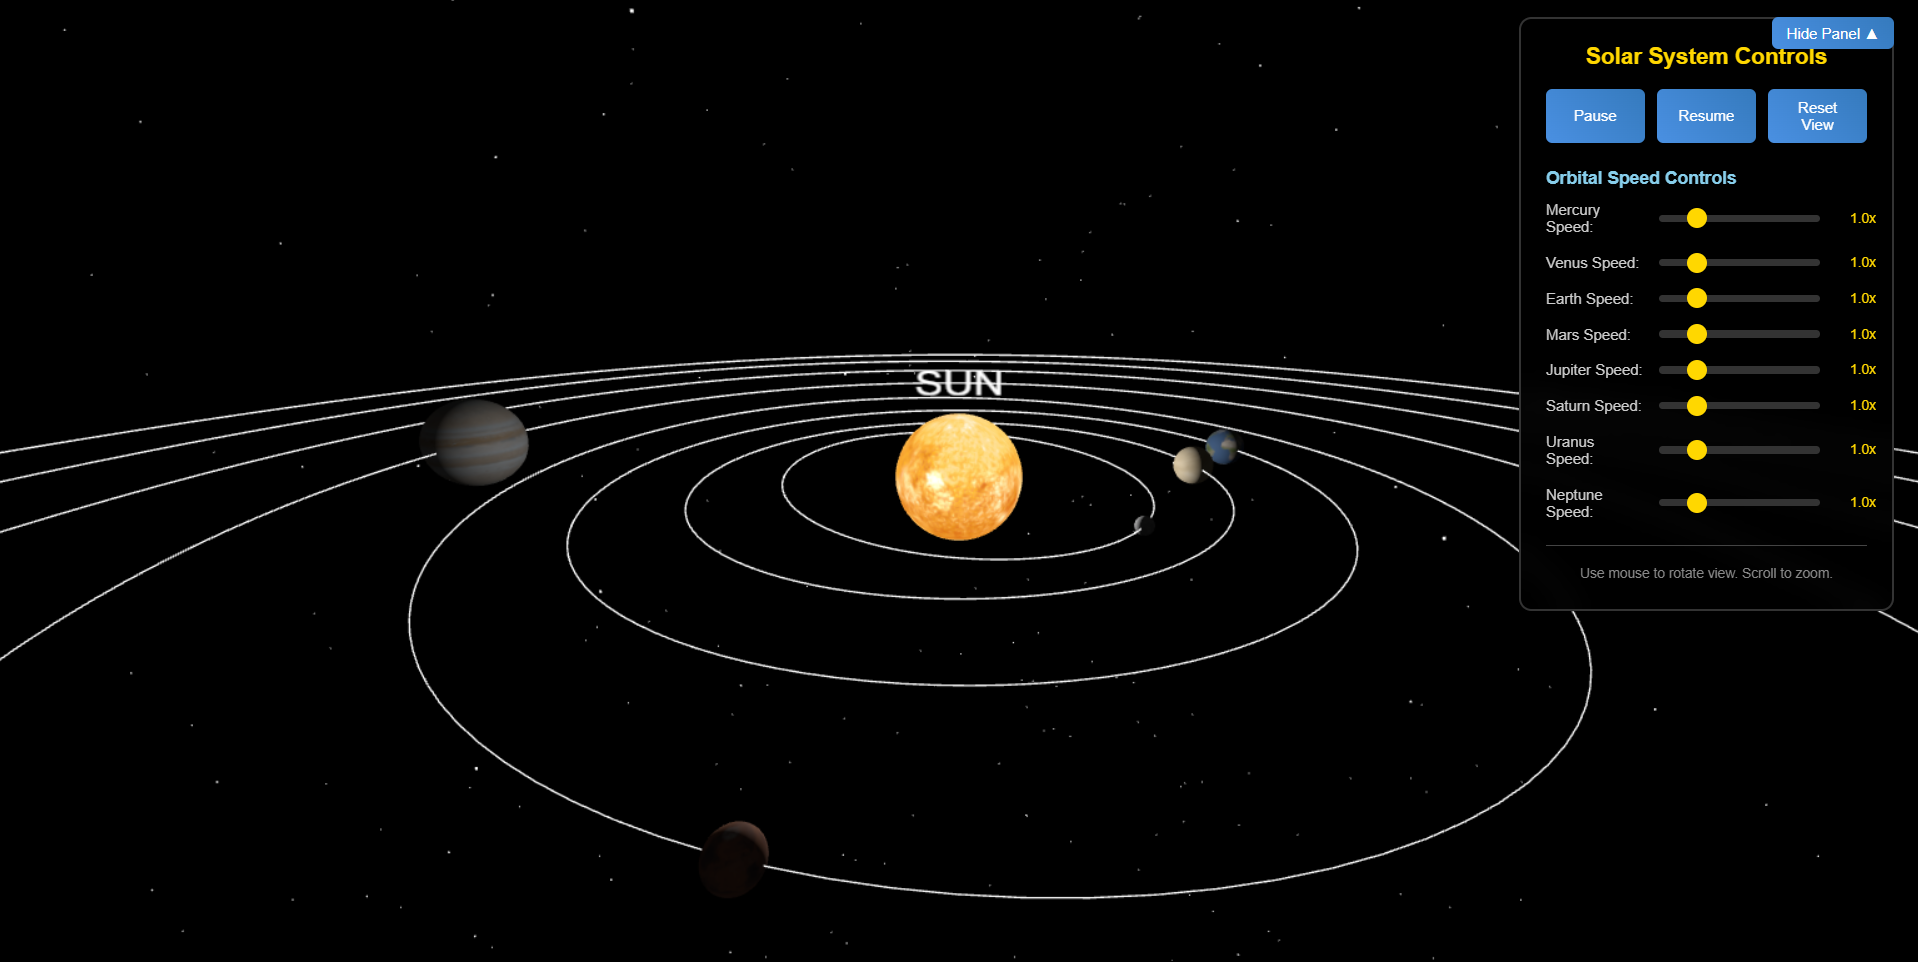 Hide Panel ▲
Solar System Controls
Pause
Resume
Reset
View
Orbital Speed Controls
Mercury
Speed:
1.0x
Venus Speed:
1.0x
Earth Speed:
1.0x
Mars Speed:
1.0x
Jupiter Speed:
1.0x
Saturn Speed:
1.0x
Uranus
Speed:
1.0x
Neptune
Speed:
1.0x
Use mouse to rotate view. Scroll to zoom.
SUN